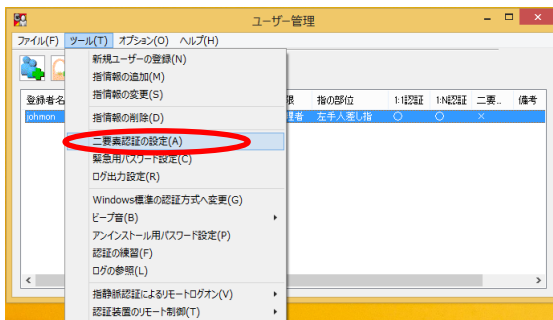 ユーザー管理
ファイル(F) ツール(T) オプション(O) ヘルプ(H)
新規ユーザーの登録(N)
指情報の追加(M)
指情報の変更(S)
指情報の削除(D)
二要素認証の設定(A)
緊急用パスワード設定(C)
ログ出力設定(R)
Windows標準の認証方式へ変更(G)
ビープ音(B)
アンインストール用パスワード設定(P)
認証の練習(F)
ログの参照(L)
指静脈認証によるリモートログオン(V)
認証装置のリモート制御(T)
登録者名 限 指の部位 1:1認証 1:N認証 二要... 備考
johmon 理者 左手人差し指 ○ ○ ×